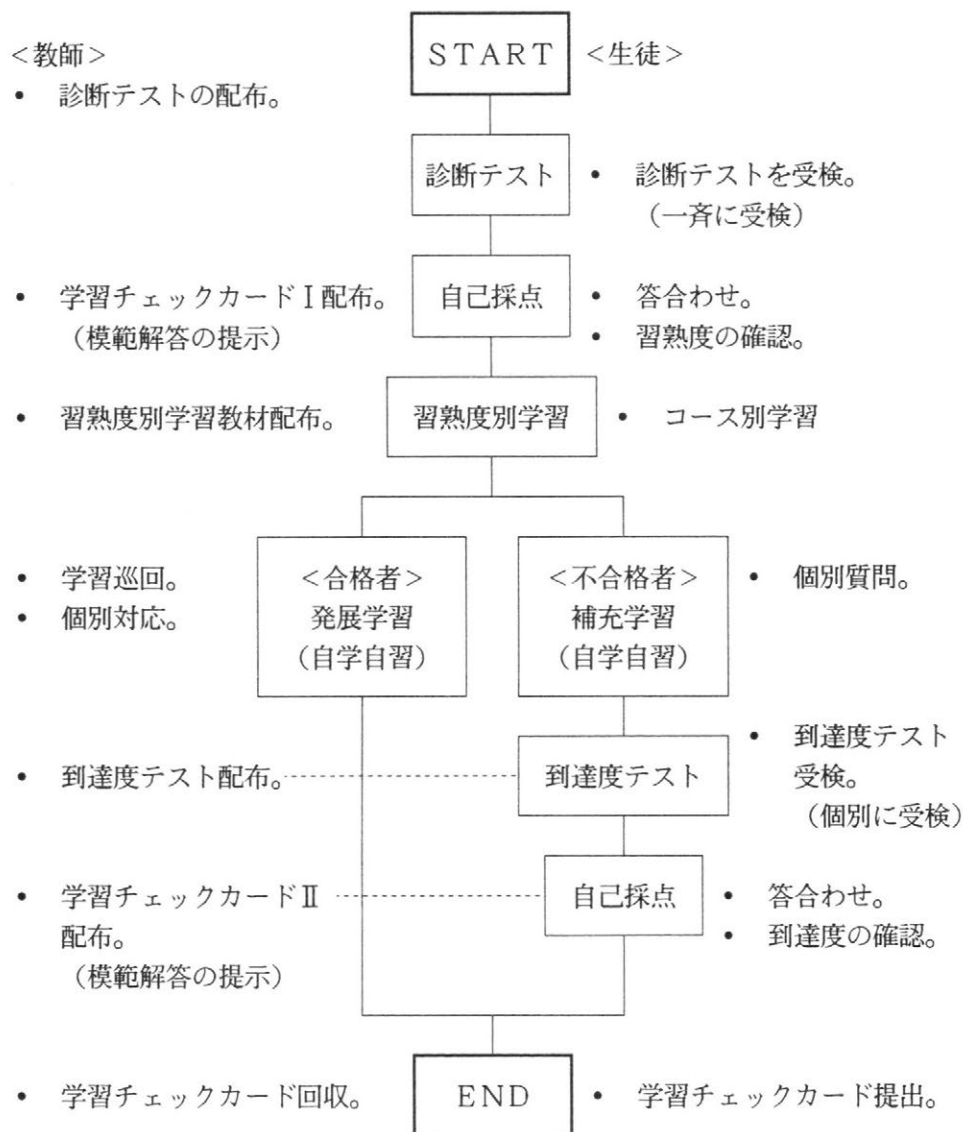 ＜教師＞
START
＜生徒＞
• 診断テストの配布。
診断テスト
• 診断テストを受検。
（一斉に受検）
• 学習チェックカードⅠ配布。
（模範解答の提示）
自己採点
• 答合わせ。
• 習熟度の確認。
• 習熟度別学習教材配布。
習熟度別学習
• コース別学習
• 学習巡回。
• 個別対応。
＜合格者＞
発展学習
（自学自習）
＜不合格者＞
補充学習
（自学自習）
• 個別質問。
• 到達度テスト配布。
到達度テスト
• 到達度テスト
受検。
（個別に受検）
• 学習チェックカードⅡ
配布。
（模範解答の提示）
自己採点
• 答合わせ。
• 到達度の確認。
• 学習チェックカード回収。
END
• 学習チェックカード提出。